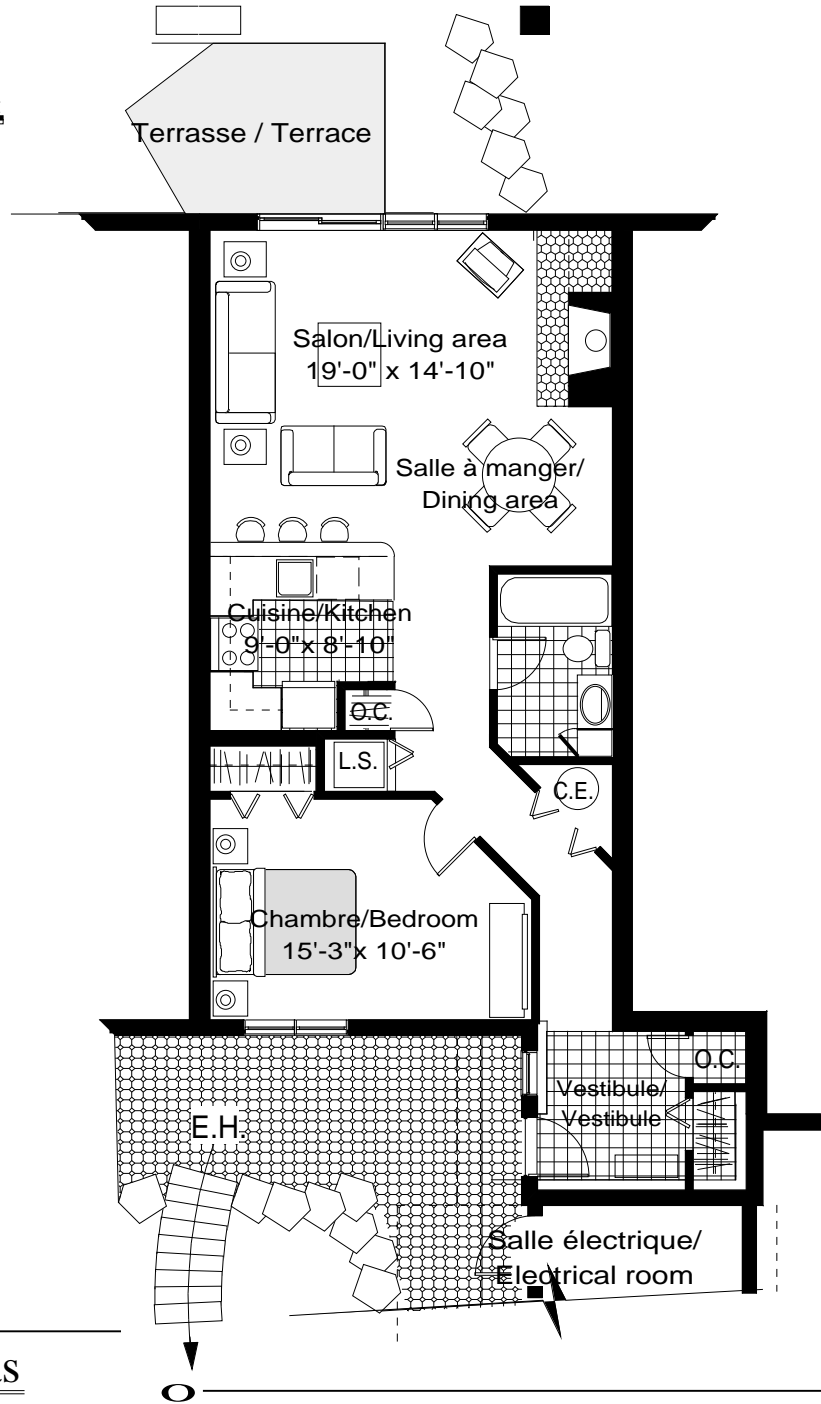 Terrasse / Terrace
Salon/Living area
19'-0" x 14'-10"
Salle à manger/
Dining area
Cuisine/Kitchen
9'-0"x 8'-10"
O.C.
L.S.
C.E.
Chambre/Bedroom
15'-3"x 10'-6"
O.C.
Vestibule/
Vestibule
E.H.
Salle électrique/
Electrical room
as
O